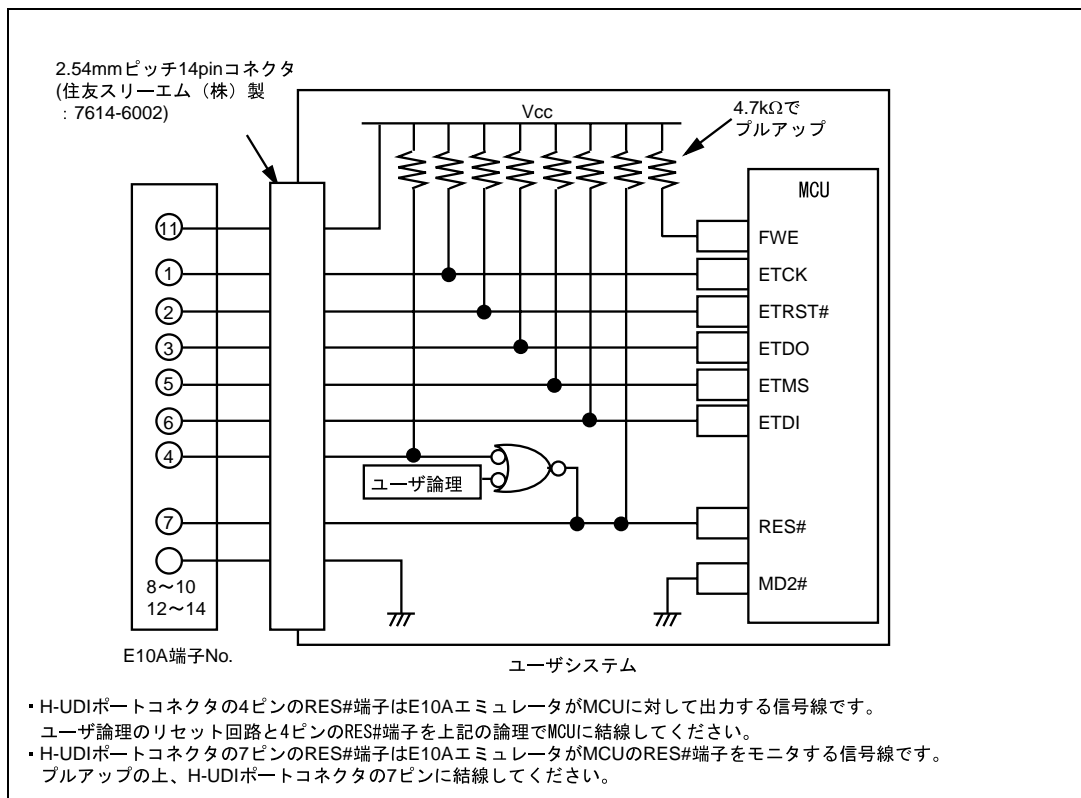 2.54mmピッチ14pinコネクタ
(住友スリーエム（株）製
：7614-6002)
Vcc
4.7kΩで
プルアップ
MCU
11
FWE
1
ETCK
2
ETRST#
3
ETDO
5
ETMS
6
ETDI
4
ユーザ論理
7
RES#
8～10
12～14
MD2#
E10A端子No.
ユーザシステム
・H-UDIポートコネクタの4ピンのRES#端子はE10AエミュレータがMCUに対して出力する信号線です。
ユーザ論理のリセット回路と4ピンのRES#端子を上記の論理でMCUに結線してください。
・H-UDIポートコネクタの7ピンのRES#端子はE10AエミュレータがMCUのRES#端子をモニタする信号線です。
プルアップの上、H-UDIポートコネクタの7ピンに結線してください。